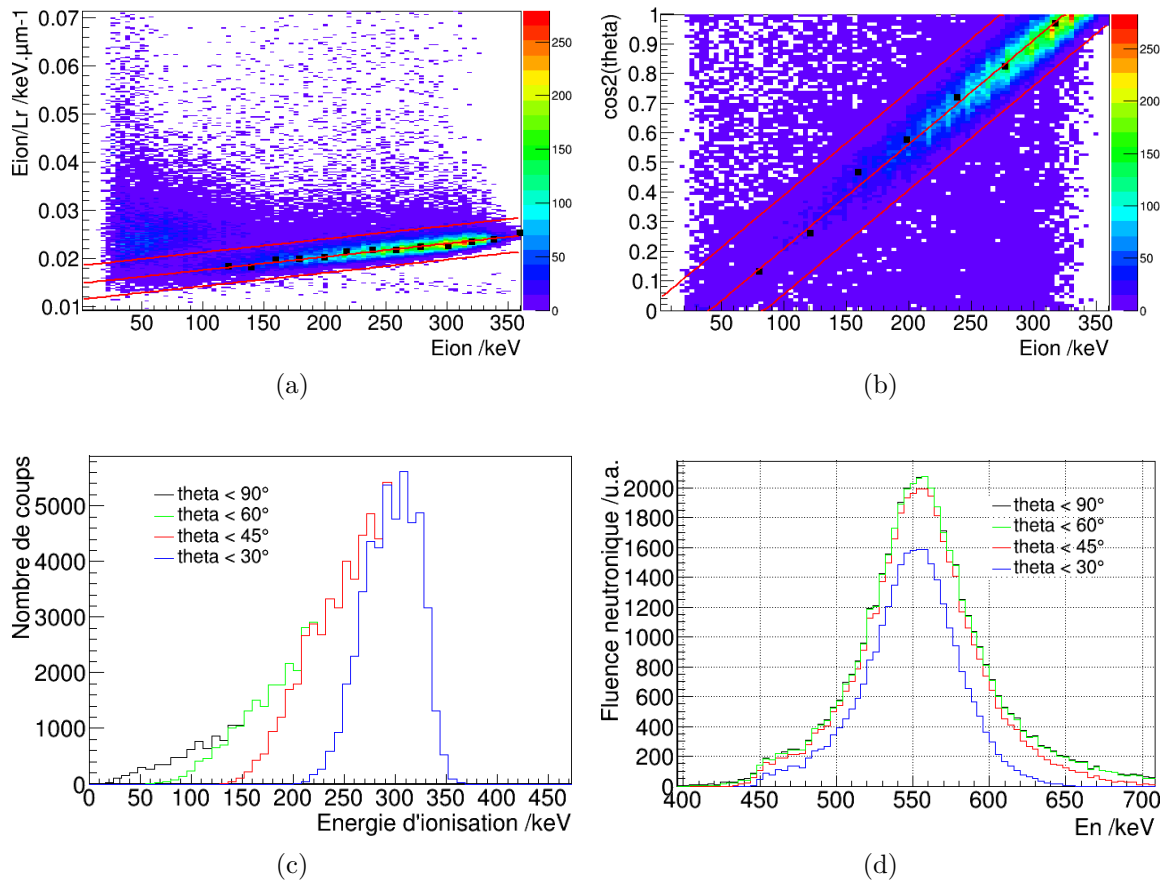 Eion/Lr /keV.µm-1
0.07
0.06
0.05
0.04
0.03
0.02
0.01
50 100 150 200 250 300 350
Eion /keV
250
200
150
100
50
0
(a)
cos2(theta)
1
0.9
0.8
0.7
0.6
0.5
0.4
0.3
0.2
0.1
0
50 100 150 200 250 300 350
Eion /keV
250
200
150
100
50
0
(b)
Nombre de coups
5000
4000
3000
2000
1000
0
theta < 90°
theta < 60°
theta < 45°
theta < 30°
0 50 100 150 200 250 300 350 400 450
Energie d'ionisation /keV
(c)
Fluence neutronique /u.a.
2000
1800
1600
1400
1200
1000
800
600
400
200
0
theta < 90°
theta < 60°
theta < 45°
theta < 30°
400 450 500 550 600 650 700
En /keV
(d)